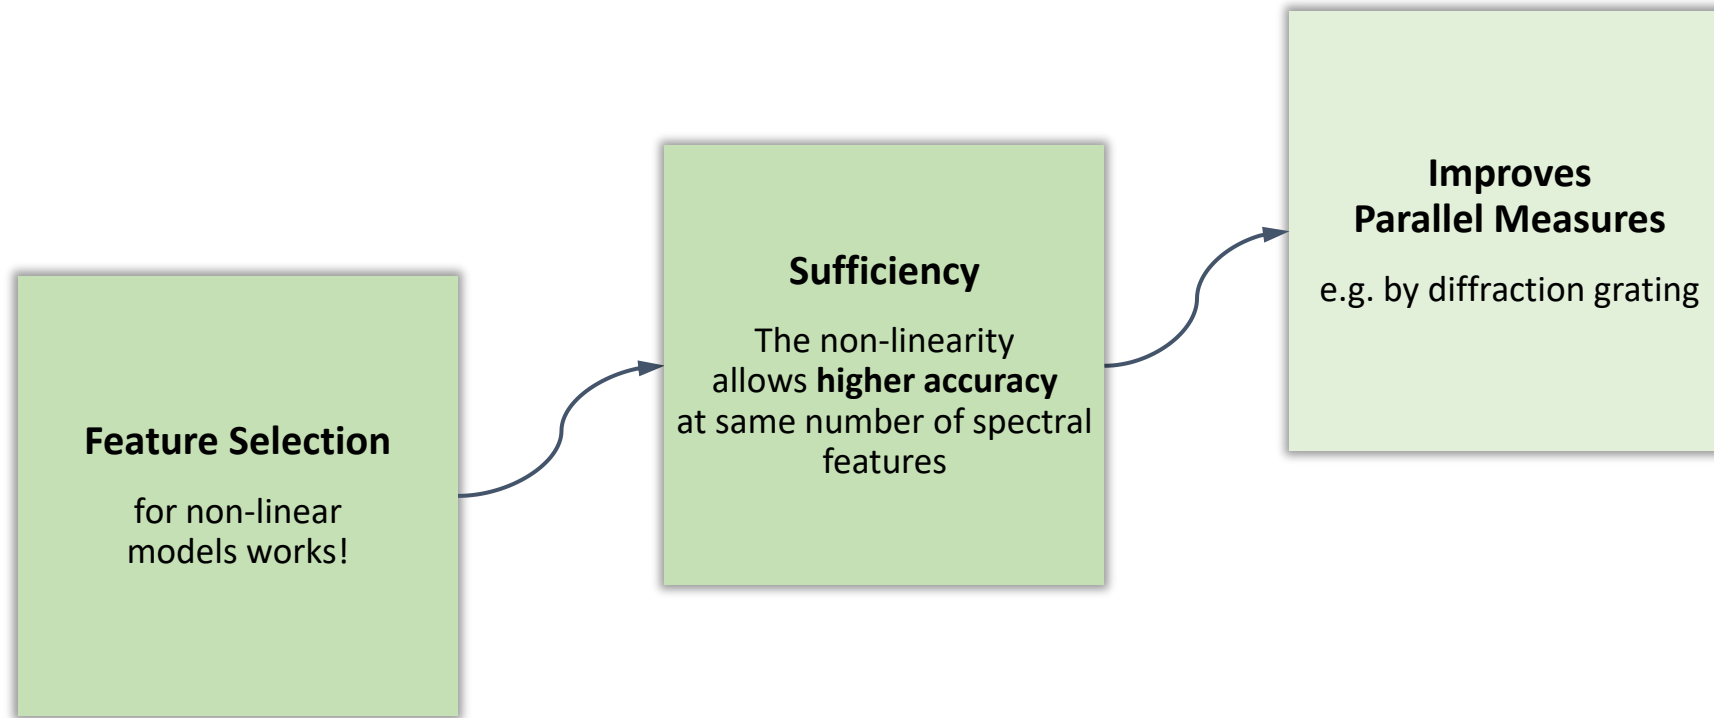 Feature Selection
for non-linear
models works!
Sufficiency
The non-linearity
allows higher accuracy
at same number of spectral
features
Improves
Parallel Measures
e.g. by diffraction grating